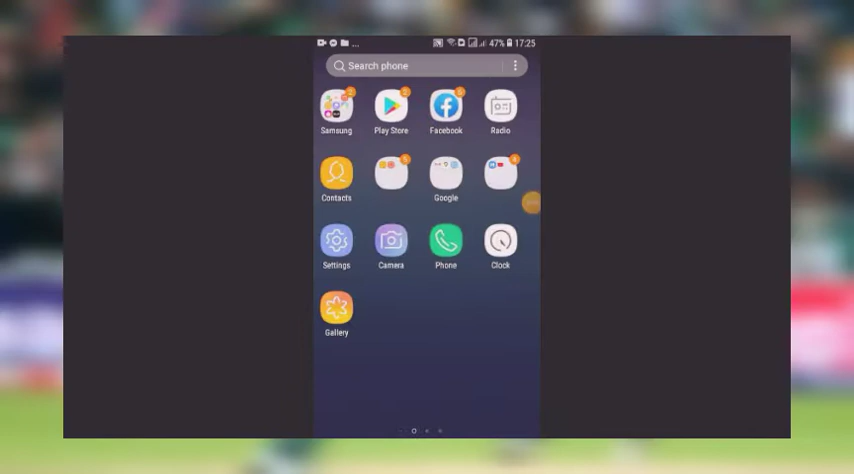 ... 47% 17:25
Search phone
Samsung Play Store Facebook Radio
Contacts Google
Settings Camera Phone Clock
Gallery